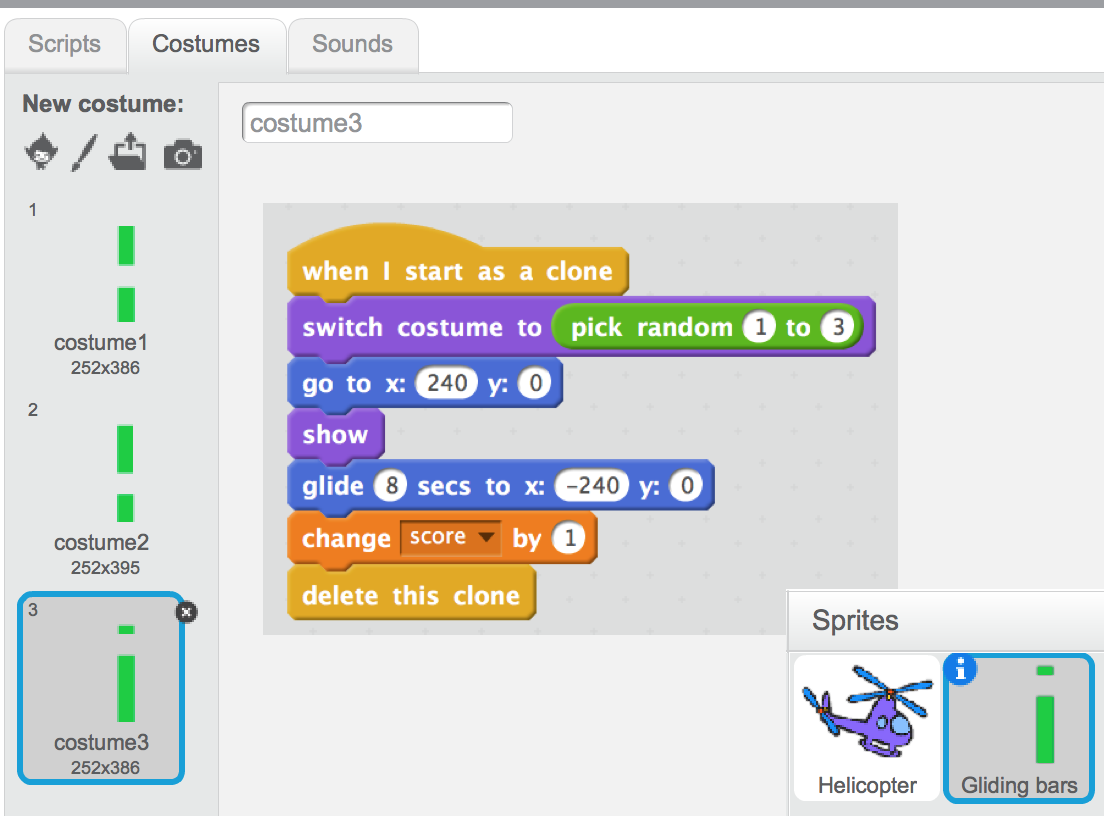 Scripts Costumes Sounds
New costume:
costume3
1
costume1
252x386
2
costume2
252x395
3
costume3
252x386
when I start as a clone
switch costume to pick random 1 to 3
go to x: 240 y: 0
show
glide 8 secs to x: -240 y: 0
change score by 1
delete this clone
Sprites
i
Helicopter
Gliding bars